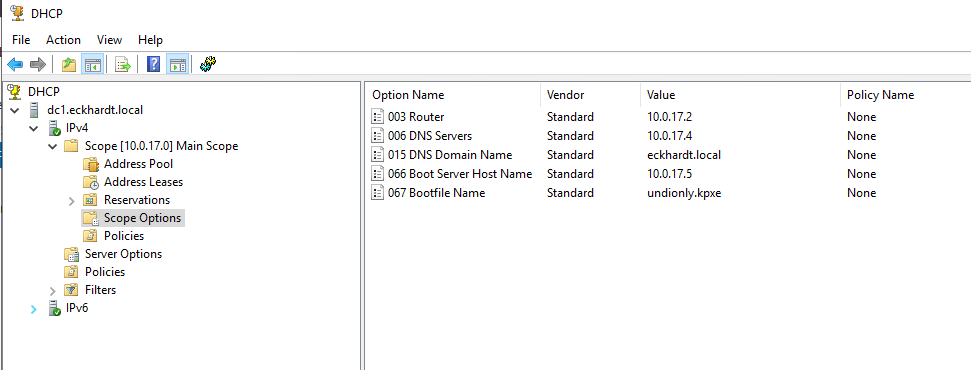 DHCP
File Action View Help
DHCP
dc1.eckhardt.local
IPv4
Scope [10.0.17.0] Main Scope
Address Pool
Address Leases
Reservations
Scope Options
Policies
Server Options
Policies
Filters
IPv6
Option Name Vendor Value Policy Name
003 Router Standard 10.0.17.2 None
006 DNS Servers Standard 10.0.17.4 None
015 DNS Domain Name Standard eckhardt.local None
066 Boot Server Host Name Standard 10.0.17.5 None
067 Bootfile Name Standard undionly.kpxe None